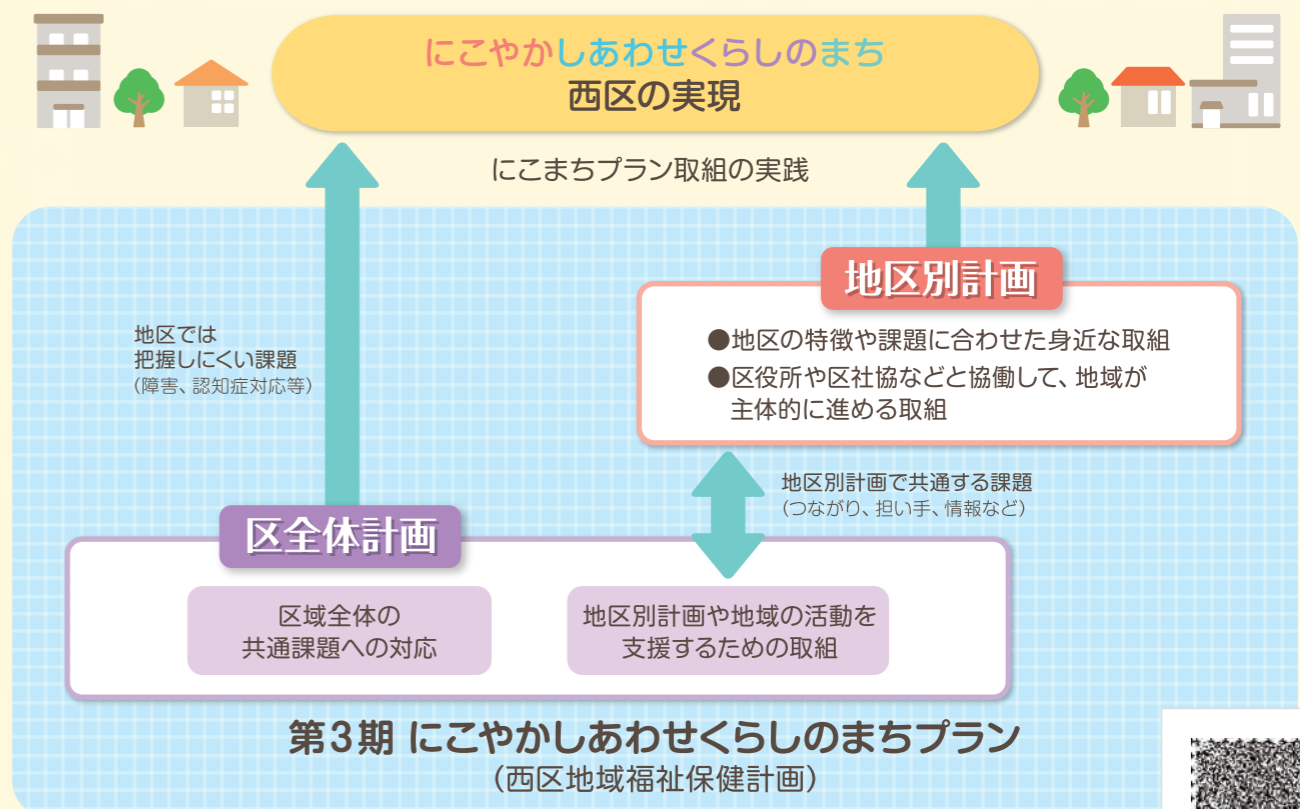 にこやかしあわせくらしのまち
西区の実現
にこまちプラン取組の実践
地区別計画
●地区の特徴や課題に合わせた身近な取組
●区役所や区社協などと協働して、地域が
主体的に進める取組
地区では
把握しにくい課題
（障害、認知症対応等）
地区別計画で共通する課題
（つながり、担い手、情報など）
区全体計画
区域全体の
共通課題への対応
地区別計画や地域の活動を
支援するための取組
第3期 にこやかしあわせくらしのまちプラン
（西区地域福祉保健計画）